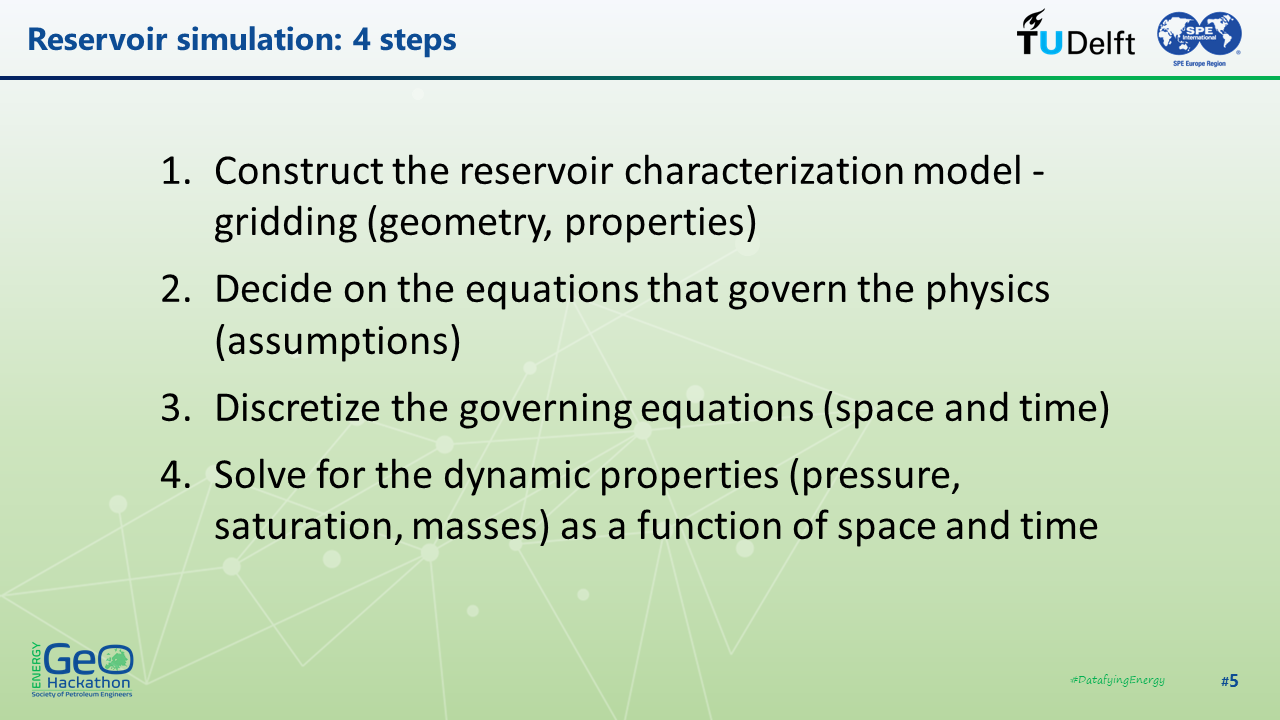 Reservoir simulation: 4 steps
TU Delft
SPE
International
®
SPE Europe Region
1. Construct the reservoir characterization model -
gridding (geometry, properties)
2. Decide on the equations that govern the physics
(assumptions)
3. Discretize the governing equations (space and time)
4. Solve for the dynamic properties (pressure,
saturation, masses) as a function of space and time
ENERGY
GeO
Hackathon
Society of Petroleum Engineers
#DatafyingEnergy
#5